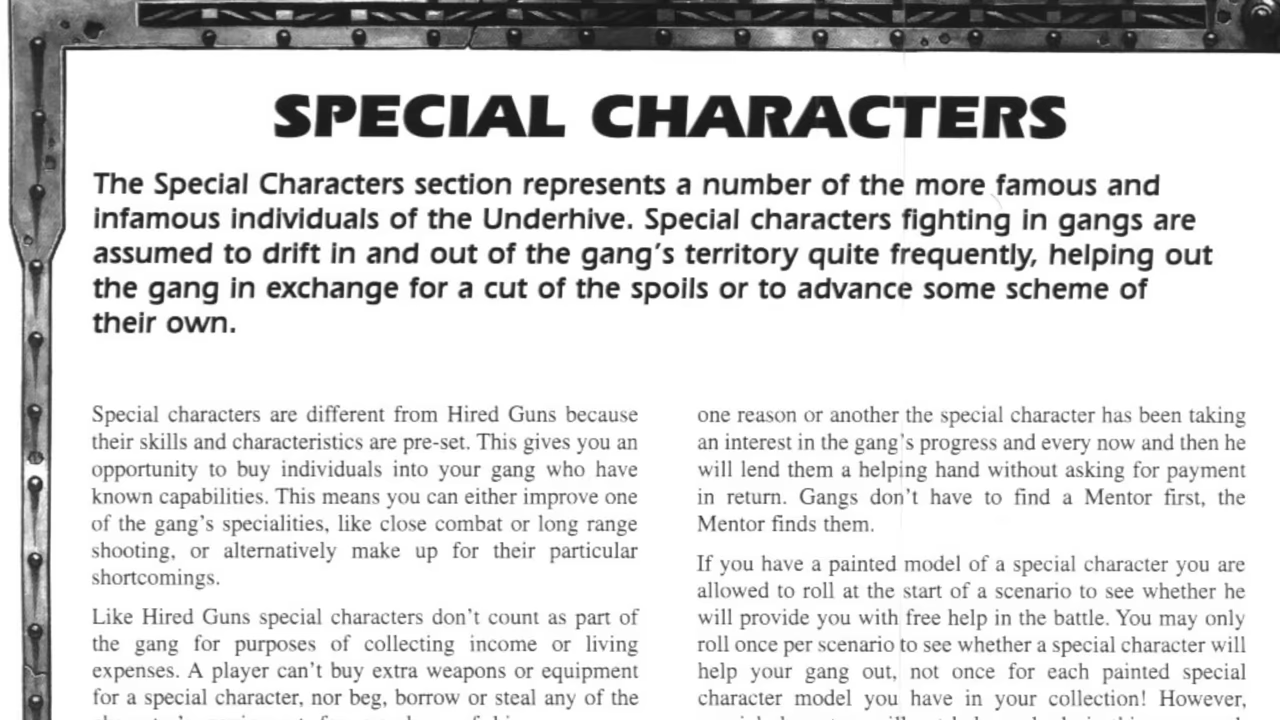 SPECIAL CHARACTERS
The Special Characters section represents a number of the more famous and
infamous individuals of the Underhive. Special characters fighting in gangs are
assumed to drift in and out of the gang's territory quite frequently, helping out
the gang in exchange for a cut of the spoils or to advance some scheme of
their own.
Special characters are different from Hired Guns because
their skills and characteristics are pre-set. This gives you an
opportunity to buy individuals into your gang who have
known capabilities. This means you can either improve one
of the gang's specialities, like close combat or long range
shooting, or alternatively make up for their particular
shortcomings.
Like Hired Guns special characters don't count as part of
the gang for purposes of collecting income or living
expenses. A player can't buy extra weapons or equipment
for a special character, nor beg, borrow or steal any of the
one reason or another the special character has been taking
an interest in the gang's progress and every now and then he
will lend them a helping hand without asking for payment
in return. Gangs don't have to find a Mentor first, the
Mentor finds them.
If you have a painted model of a special character you are
allowed to roll at the start of a scenario to see whether he
will provide you with free help in the battle. You may only
roll once per scenario to see whether a special character will
help your gang out, not once for each painted special
character model you have in your collection! However,